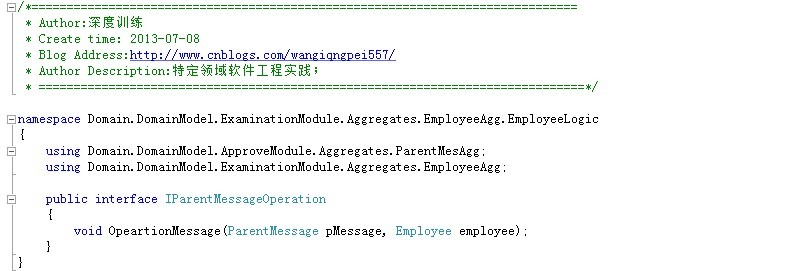 /*==============================================================================
 * Author:深度训练
 * Create time: 2013-07-08
 * Blog Address:http://www.cnblogs.com/wangiqngpei557/
 * Author Description:特定领域软件工程实践；
 * ==============================================================================*/
namespace Domain.DomainModel.ExaminationModule.Aggregates.EmployeeAgg.EmployeeLogic
{
    using Domain.DomainModel.ApproveModule.Aggregates.ParentMesAgg;
    using Domain.DomainModel.ExaminationModule.Aggregates.EmployeeAgg;
    public interface IParentMessageOperation
    {
        void OpeartionMessage(ParentMessage pMessage, Employee employee);
    }
}